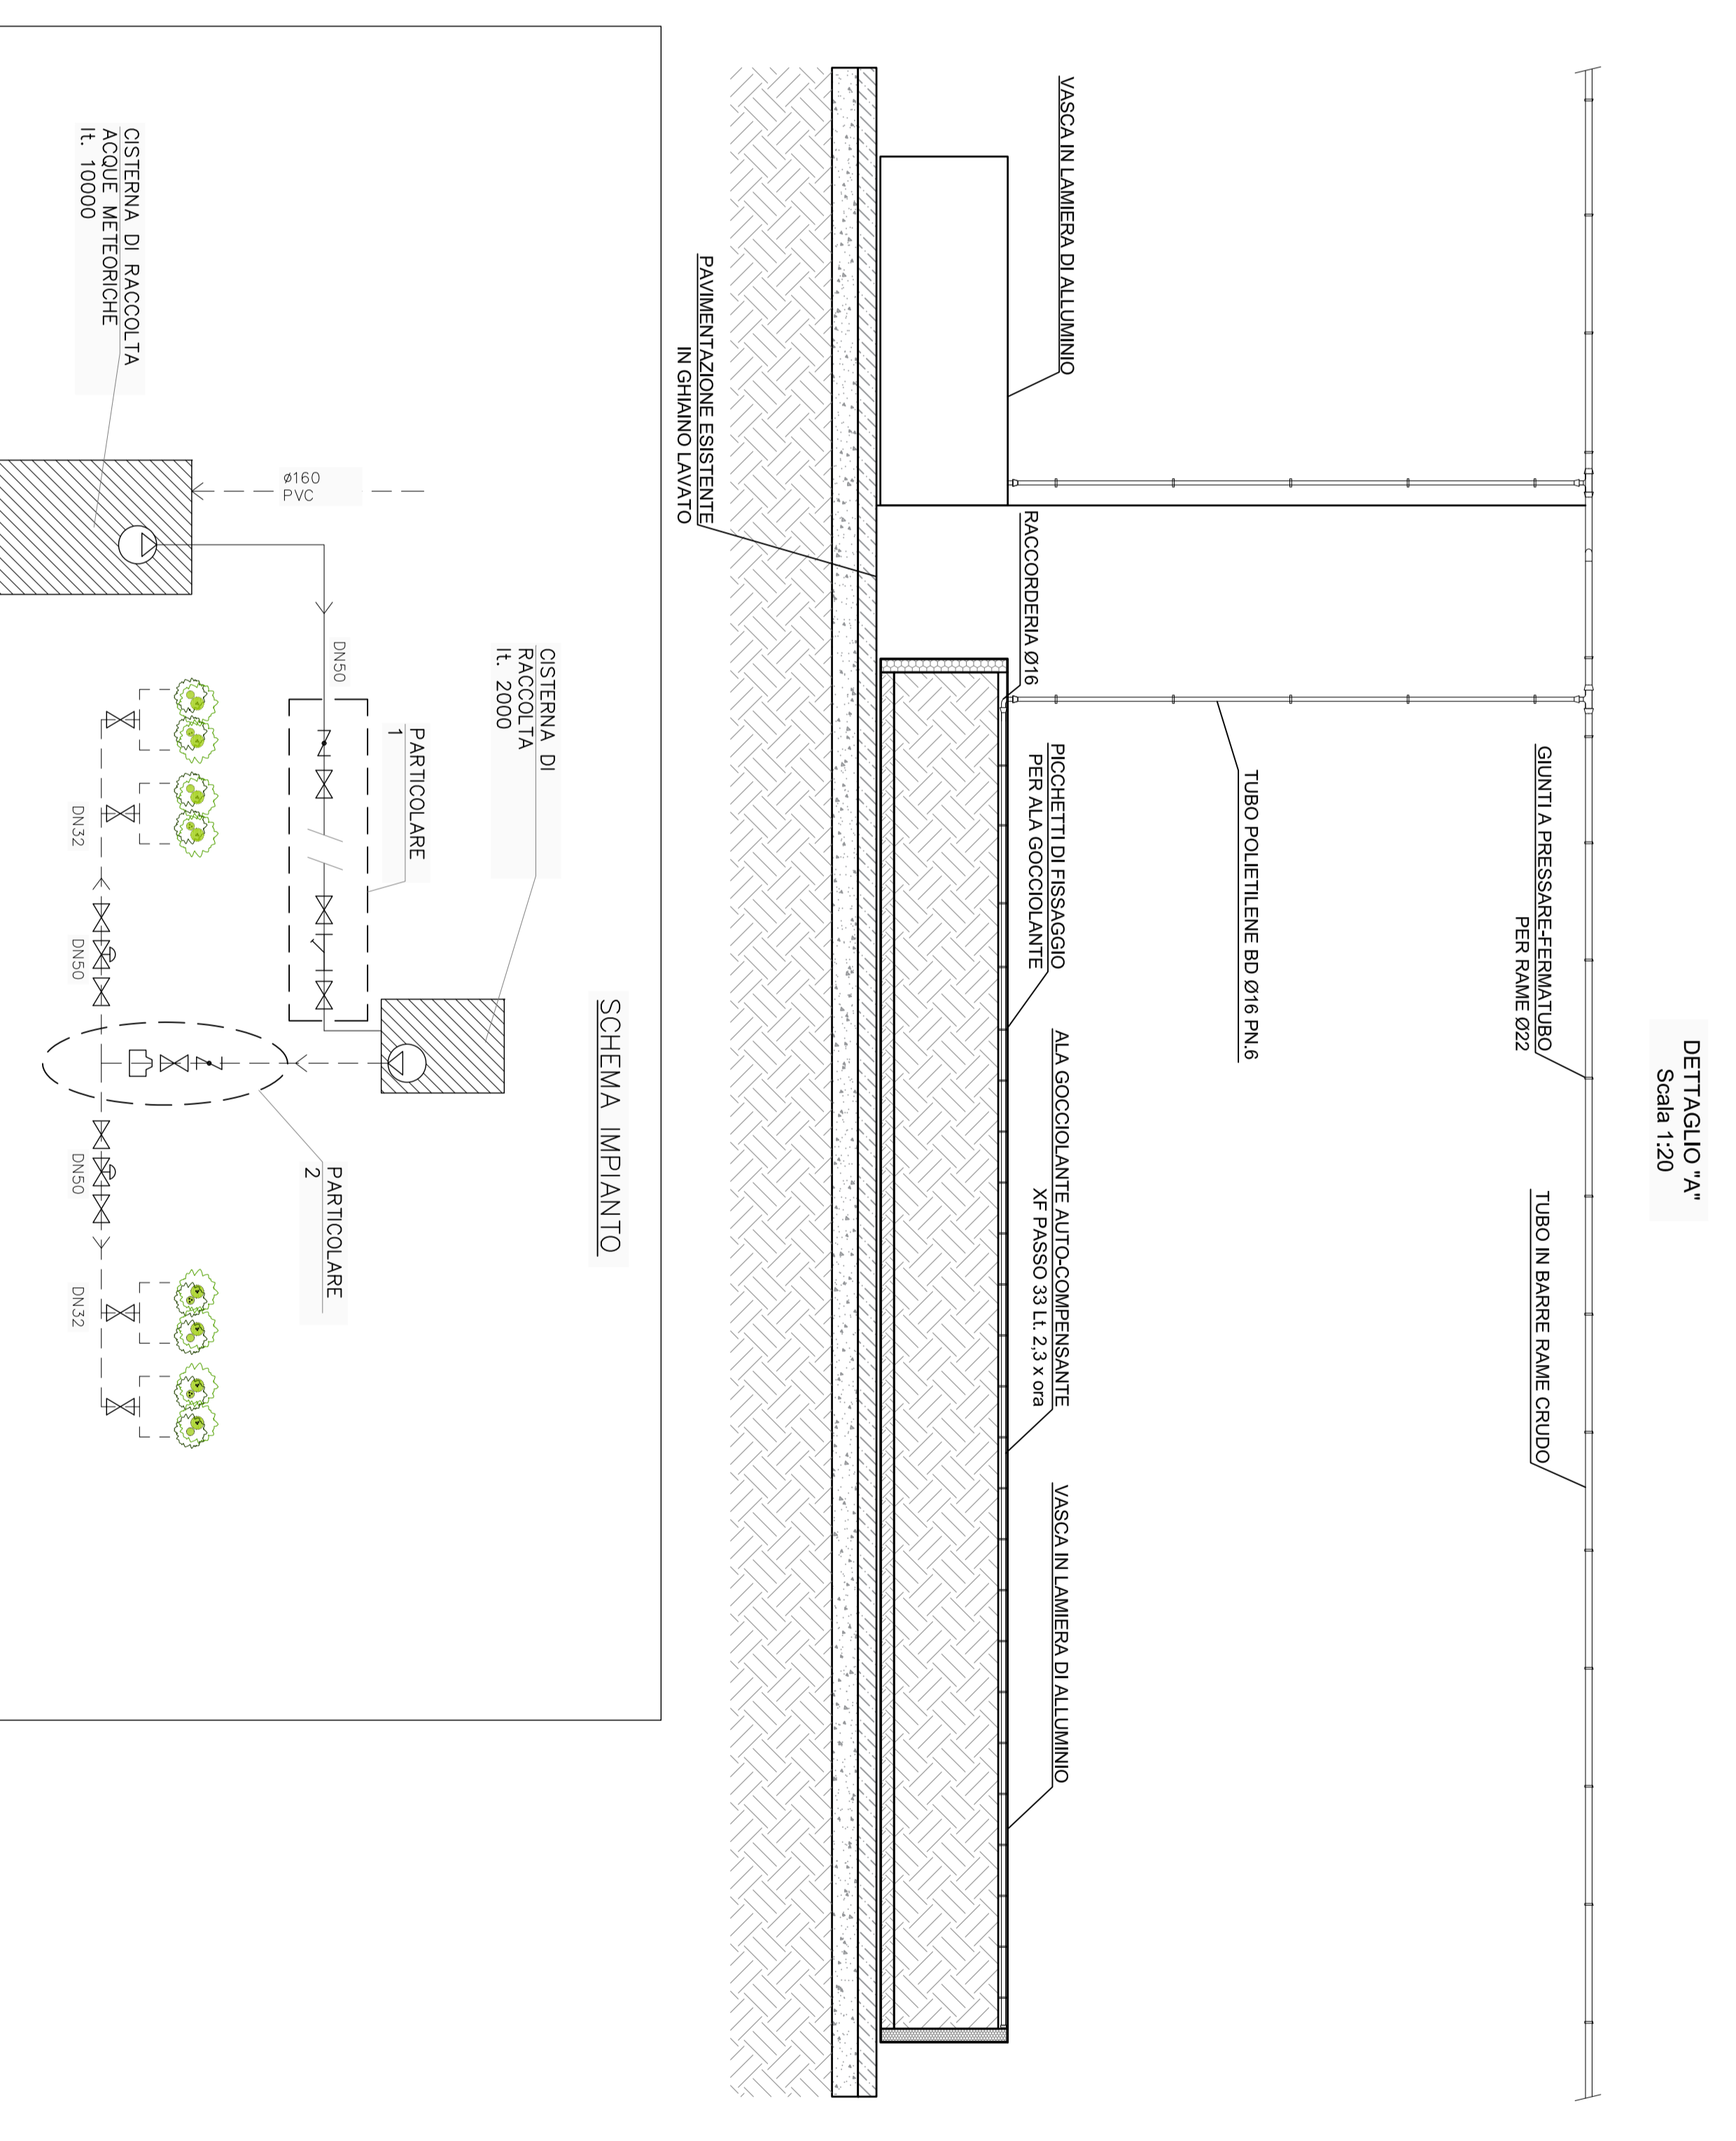 DETTAGLIO "A"
Scala 1:20
GIUNTI A PRESSARE-FERMATUBO
PER RAME Ø22
TUBO IN BARRE RAME CRUDO
TUBO POLIETILENE BD Ø16 PN.6
VASCA IN LAMIERA DI ALLUMINIO
RACCORDERIA Ø16
PICCHETTI DI FISSAGGIO
PER ALA GOCCIOLANTE
ALA GOCCIOLANTE AUTO-COMPENSANTE
XF PASSO 33 Lt. 2,3 x ora
VASCA IN LAMIERA DI ALLUMINIO
PAVIMENTAZIONE ESISTENTE
IN GHIAINO LAVATO
SCHEMA IMPIANTO
CISTERNA DI
RACCOLTA
lt. 2000
PARTICOLARE
1
DN50
PARTICOLARE
2
ø160
PVC
CISTERNA DI RACCOLTA
ACQUE METEORICHE
lt. 10000
DN32
DN50
DN50
DN32